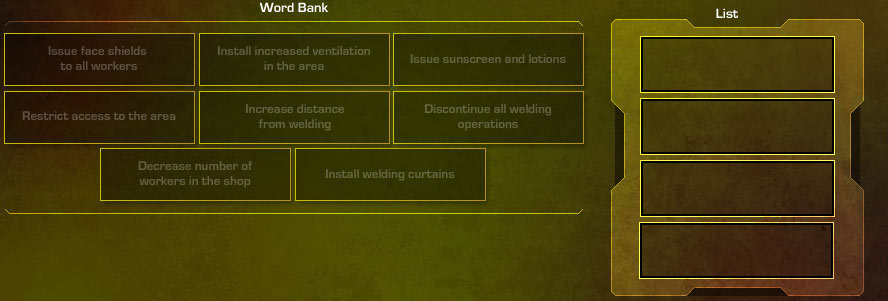 Word Bank
List
Issue face shields
to all workers
Install increased ventilation
in the area
Issue sunscreen and lotions
Restrict access to the area
Increase distance
from welding
Discontinue all welding
operations
Decrease number of
workers in the shop
Install welding curtains